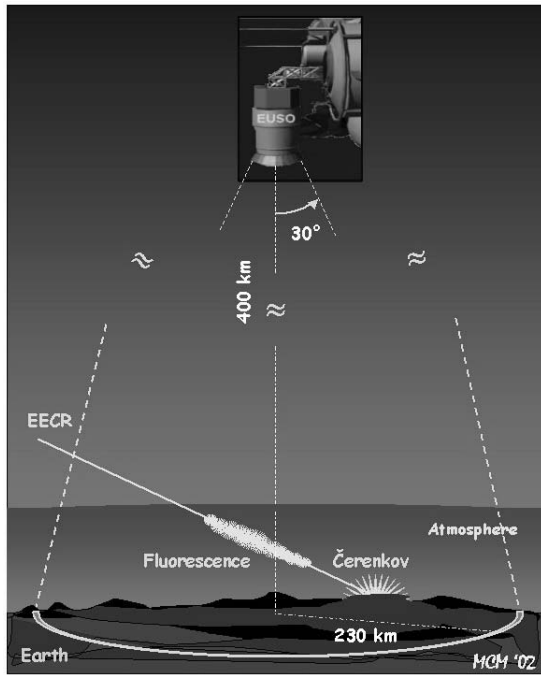 EUSO
30°
400 km
EECR
Atmosphere
Fluorescence
Čerenkov
230 km
Earth
MCM '02